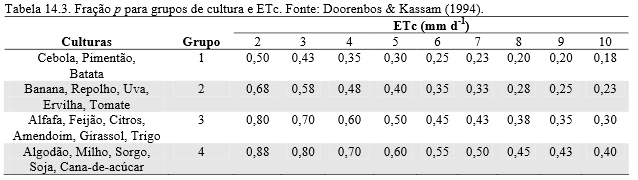 Tabela 14.3. Fração p para grupos de cultura e ETc. Fonte: Doorenbos & Kassam (1994).
ETc (mm d-1)
Culturas Grupo 2 3 4 5 6 7 8 9 10
Cebola, Pimentão, 1 0,50 0,43 0,35 0,30 0,25 0,23 0,20 0,20 0,18
Batata
Banana, Repolho, Uva, 2 0,68 0,58 0,48 0,40 0,35 0,33 0,28 0,25 0,23
Ervilha, Tomate
Alfafa, Feijão, Citros, 3 0,80 0,70 0,60 0,50 0,45 0,43 0,38 0,35 0,30
Amendoim, Girassol, Trigo
Algodão, Milho, Sorgo, 4 0,88 0,80 0,70 0,60 0,55 0,50 0,45 0,43 0,40
Soja, Cana-de-açúcar